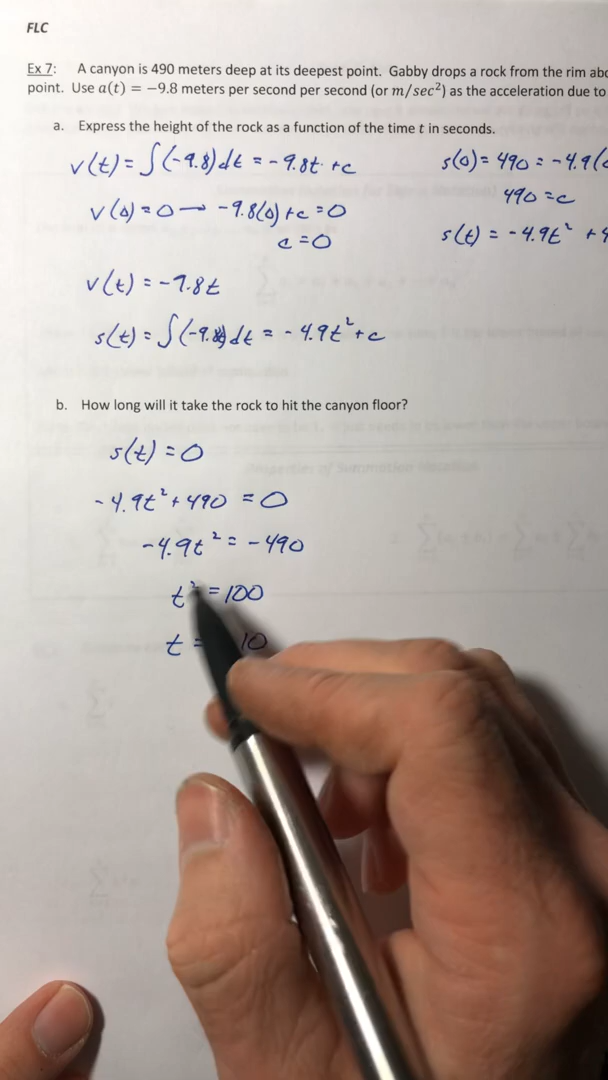 FLC
Ex 7: A canyon is 490 meters deep at its deepest point. Gabby drops a rock from the rim abo
point. Use a(t) = −9.8 meters per second per second (or m/sec²) as the acceleration due to
a. Express the height of the rock as a function of the time t in seconds.
v(t) = ∫(-9.8)dt = -9.8t + c
v(0) = 0 → -9.8(0) + c = 0
c = 0
v(t) = -9.8t
s(t) = ∫(-9.8t)dt = -4.9t² + c
s(0) = 490 = -4.9(
490 = c
s(t) = -4.9t² + 4
b. How long will it take the rock to hit the canyon floor?
s(t) = 0
-4.9t² + 490 = 0
-4.9t² = -490
t² = 100
t = 10